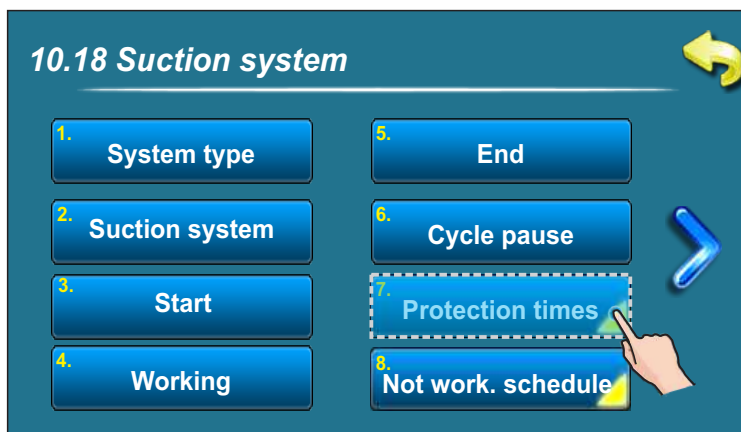 10.18 Suction system
1.
System type
2.
Suction system
3.
Start
4.
Working
5.
End
6.
Cycle pause
7.
Protection times
8.
Not work. schedule